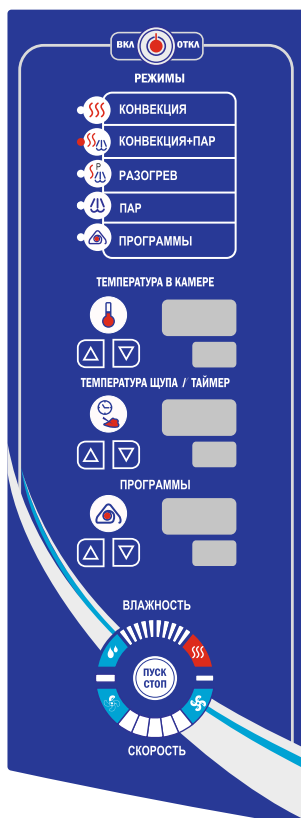 ВКЛ ОТКЛ
РЕЖИМЫ
КОНВЕКЦИЯ
КОНВЕКЦИЯ+ПАР
Р
РАЗОГРЕВ
ПАР
ПРОГРАММЫ
ТЕМПЕРАТУРА В КАМЕРЕ
ТЕМПЕРАТУРА ЩУПА / ТАЙМЕР
ПРОГРАММЫ
ВЛАЖНОСТЬ
ПУСК
СТОП
СКОРОСТЬ